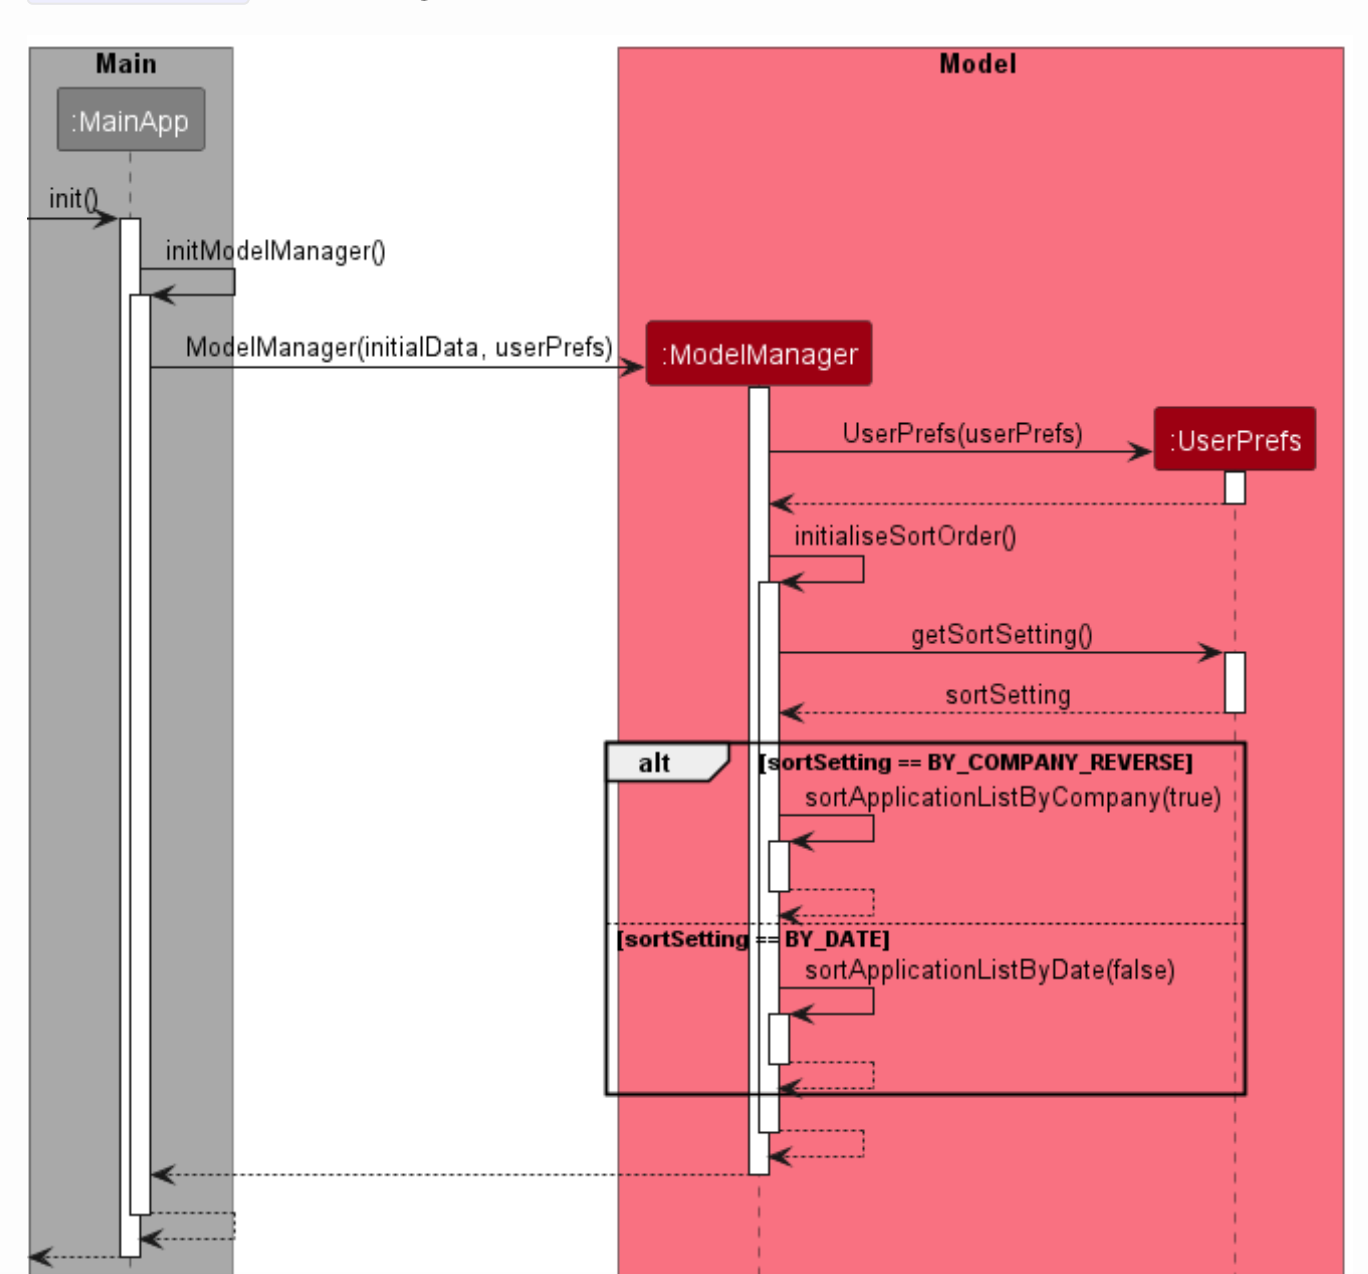 Main
Model
:MainApp
init()
initModelManager()
ModelManager(initialData, userPrefs)
:ModelManager
UserPrefs(userPrefs)
:UserPrefs
initialiseSortOrder()
getSortSetting()
sortSetting
alt
[sortSetting == BY_COMPANY_REVERSE]
sortApplicationListByCompany(true)
[sortSetting == BY_DATE]
sortApplicationListByDate(false)